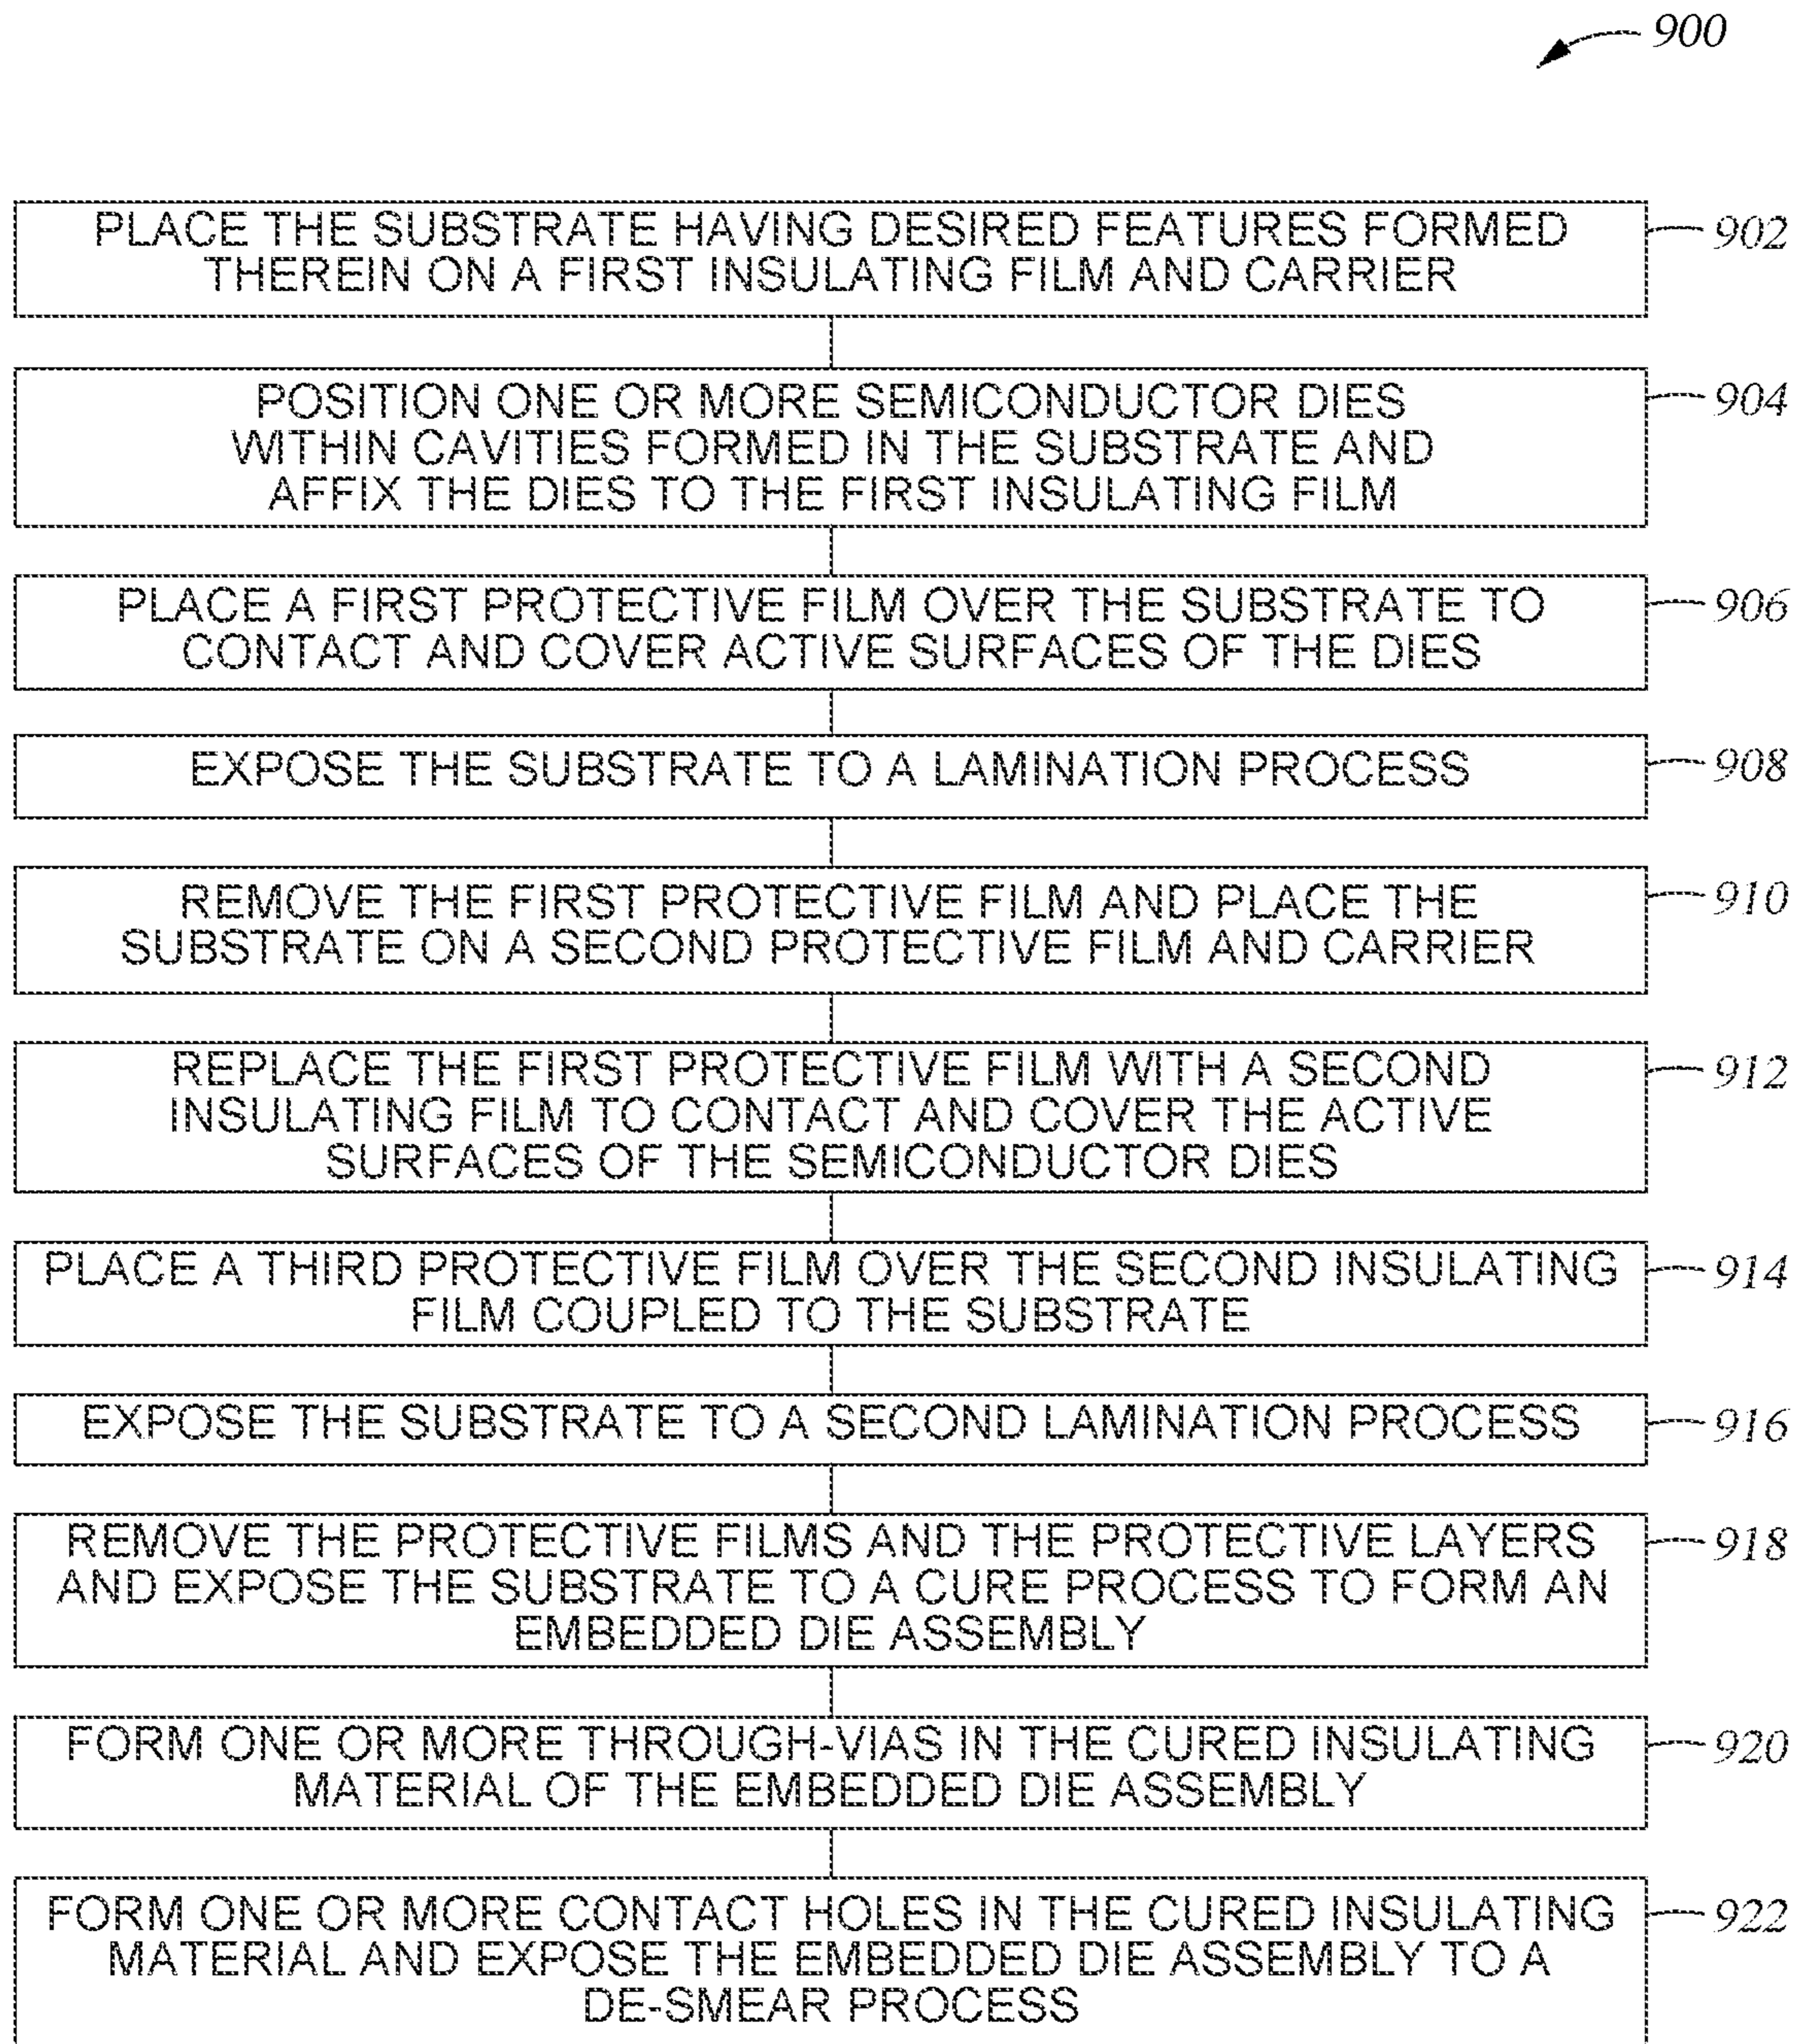 900
PLACE THE SUBSTRATE HAVING DESIRED FEATURES FORMED
THEREIN ON A FIRST INSULATING FILM AND CARRIER
902
POSITION ONE OR MORE SEMICONDUCTOR DIES
WITHIN CAVITIES FORMED IN THE SUBSTRATE AND
AFFIX THE DIES TO THE FIRST INSULATING FILM
904
PLACE A FIRST PROTECTIVE FILM OVER THE SUBSTRATE TO
CONTACT AND COVER ACTIVE SURFACES OF THE DIES
906
EXPOSE THE SUBSTRATE TO A LAMINATION PROCESS
908
REMOVE THE FIRST PROTECTIVE FILM AND PLACE THE
SUBSTRATE ON A SECOND PROTECTIVE FILM AND CARRIER
910
REPLACE THE FIRST PROTECTIVE FILM WITH A SECOND
INSULATING FILM TO CONTACT AND COVER THE ACTIVE
SURFACES OF THE SEMICONDUCTOR DIES
912
PLACE A THIRD PROTECTIVE FILM OVER THE SECOND INSULATING
FILM COUPLED TO THE SUBSTRATE
914
EXPOSE THE SUBSTRATE TO A SECOND LAMINATION PROCESS
916
REMOVE THE PROTECTIVE FILMS AND THE PROTECTIVE LAYERS
AND EXPOSE THE SUBSTRATE TO A CURE PROCESS TO FORM AN
EMBEDDED DIE ASSEMBLY
918
FORM ONE OR MORE THROUGH-VIAS IN THE CURED INSULATING
MATERIAL OF THE EMBEDDED DIE ASSEMBLY
920
FORM ONE OR MORE CONTACT HOLES IN THE CURED INSULATING
MATERIAL AND EXPOSE THE EMBEDDED DIE ASSEMBLY TO A
DE-SMEAR PROCESS
922